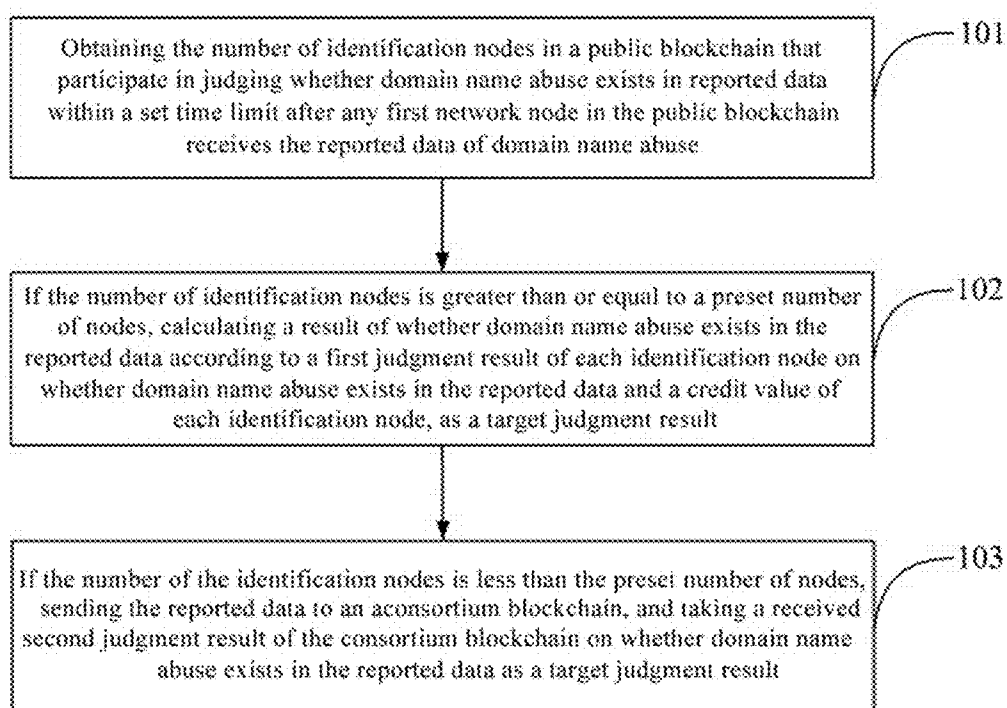 Obtaining the number of identification nodes in a public blockchain that
participate in judging whether domain name abuse exists in reported data
within a set time limit after any first network node in the public blockchain
receives the reported data of domain name abuse
101
If the number of identification nodes is greater than or equal to a preset number
of nodes, calculating a result of whether domain name abuse exists in the
reported data according to a first judgment result of each identification node on
whether domain name abuse exists in the reported data and a credit value of
each identification node, as a target judgment result
102
If the number of the identification nodes is less than the presei number of nodes,
sending the reported data to an aconsortium blockchain, and taking a received
second judgment result of the consortium blockchain on whether domain name
abuse exists in the reported data as a target judgment result
103